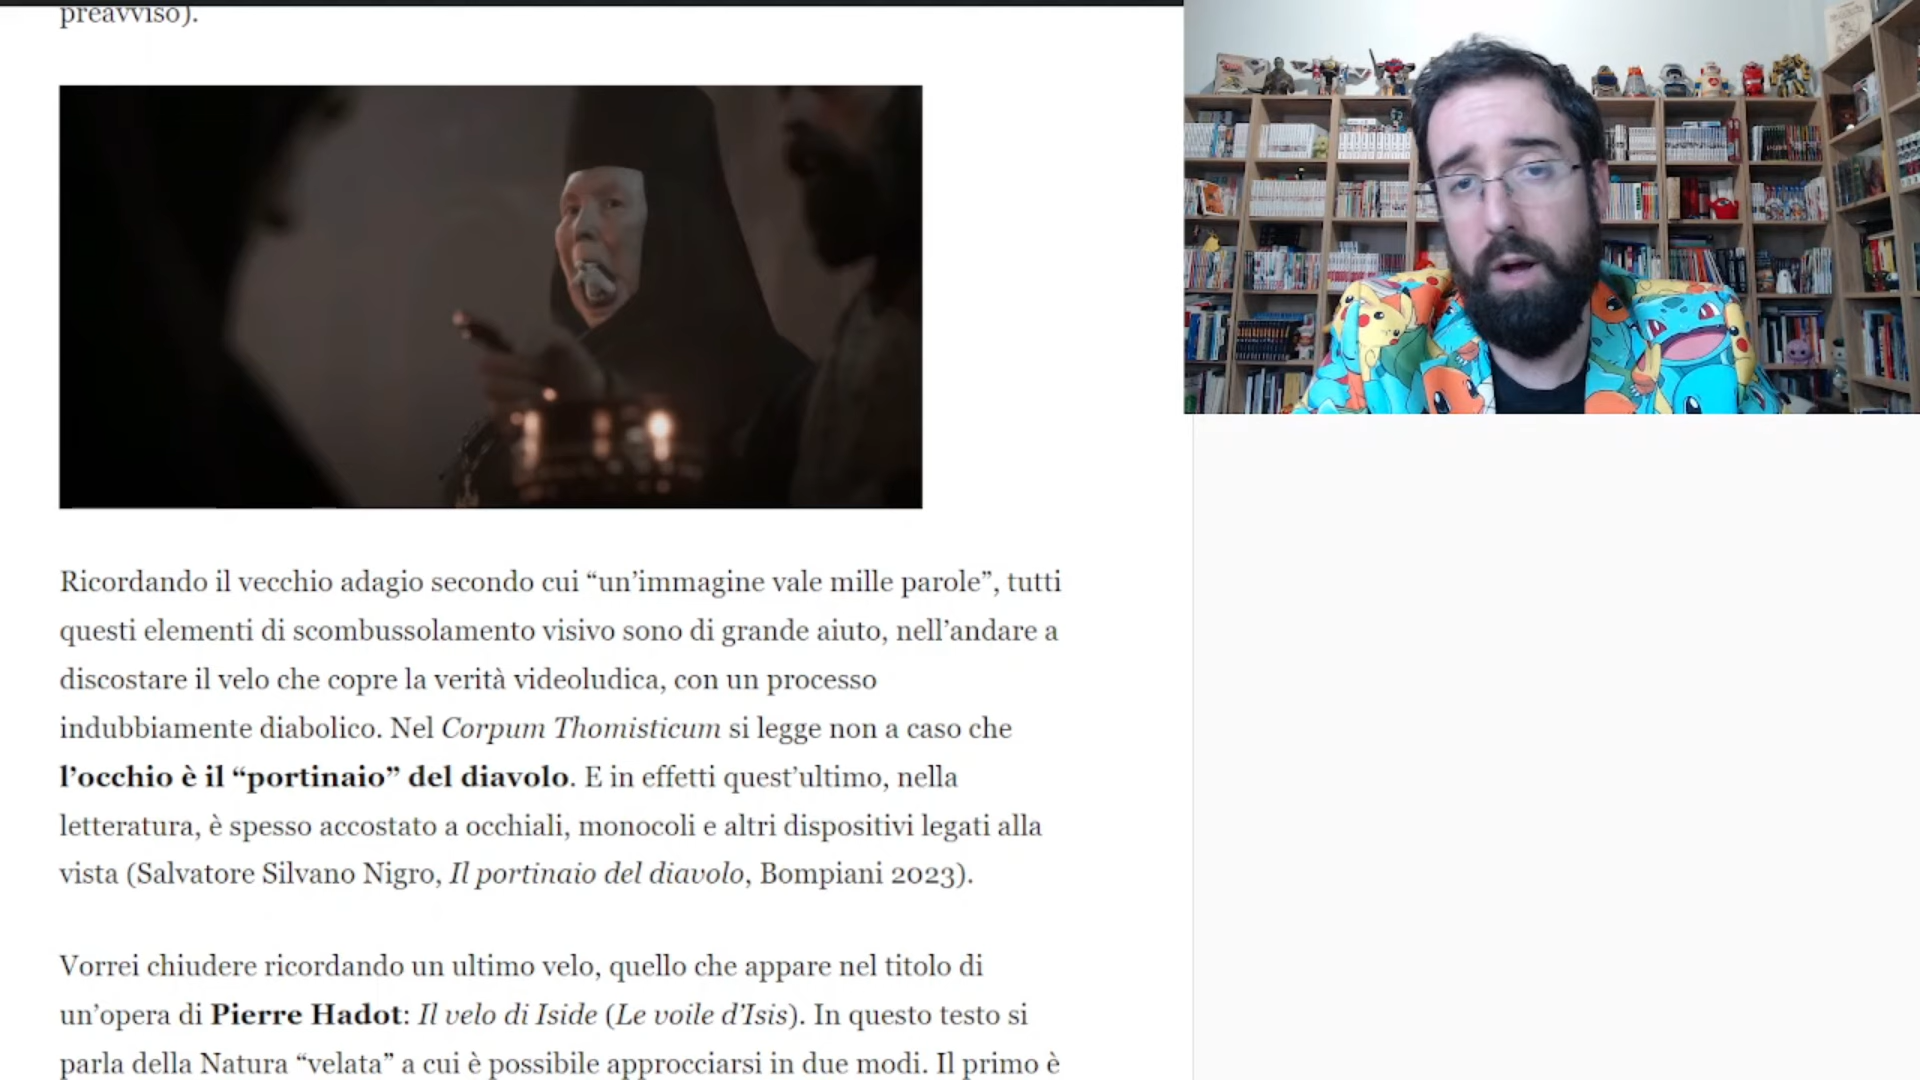 preavviso).
Ricordando il vecchio adagio secondo cui “un’immagine vale mille parole”, tutti
questi elementi di scombussolamento visivo sono di grande aiuto, nell’andare a
discostare il velo che copre la verità videoludica, con un processo
indubbiamente diabolico. Nel Corpum Thomisticum si legge non a caso che
l’occhio è il “portinaio” del diavolo. E in effetti quest’ultimo, nella
letteratura, è spesso accostato a occhiali, monocoli e altri dispositivi legati alla
vista (Salvatore Silvano Nigro, Il portinaio del diavolo, Bompiani 2023).
Vorrei chiudere ricordando un ultimo velo, quello che appare nel titolo di
un’opera di Pierre Hadot: Il velo di Iside (Le voile d’Isis). In questo testo si
parla della Natura “velata” a cui è possibile approcciarsi in due modi. Il primo è